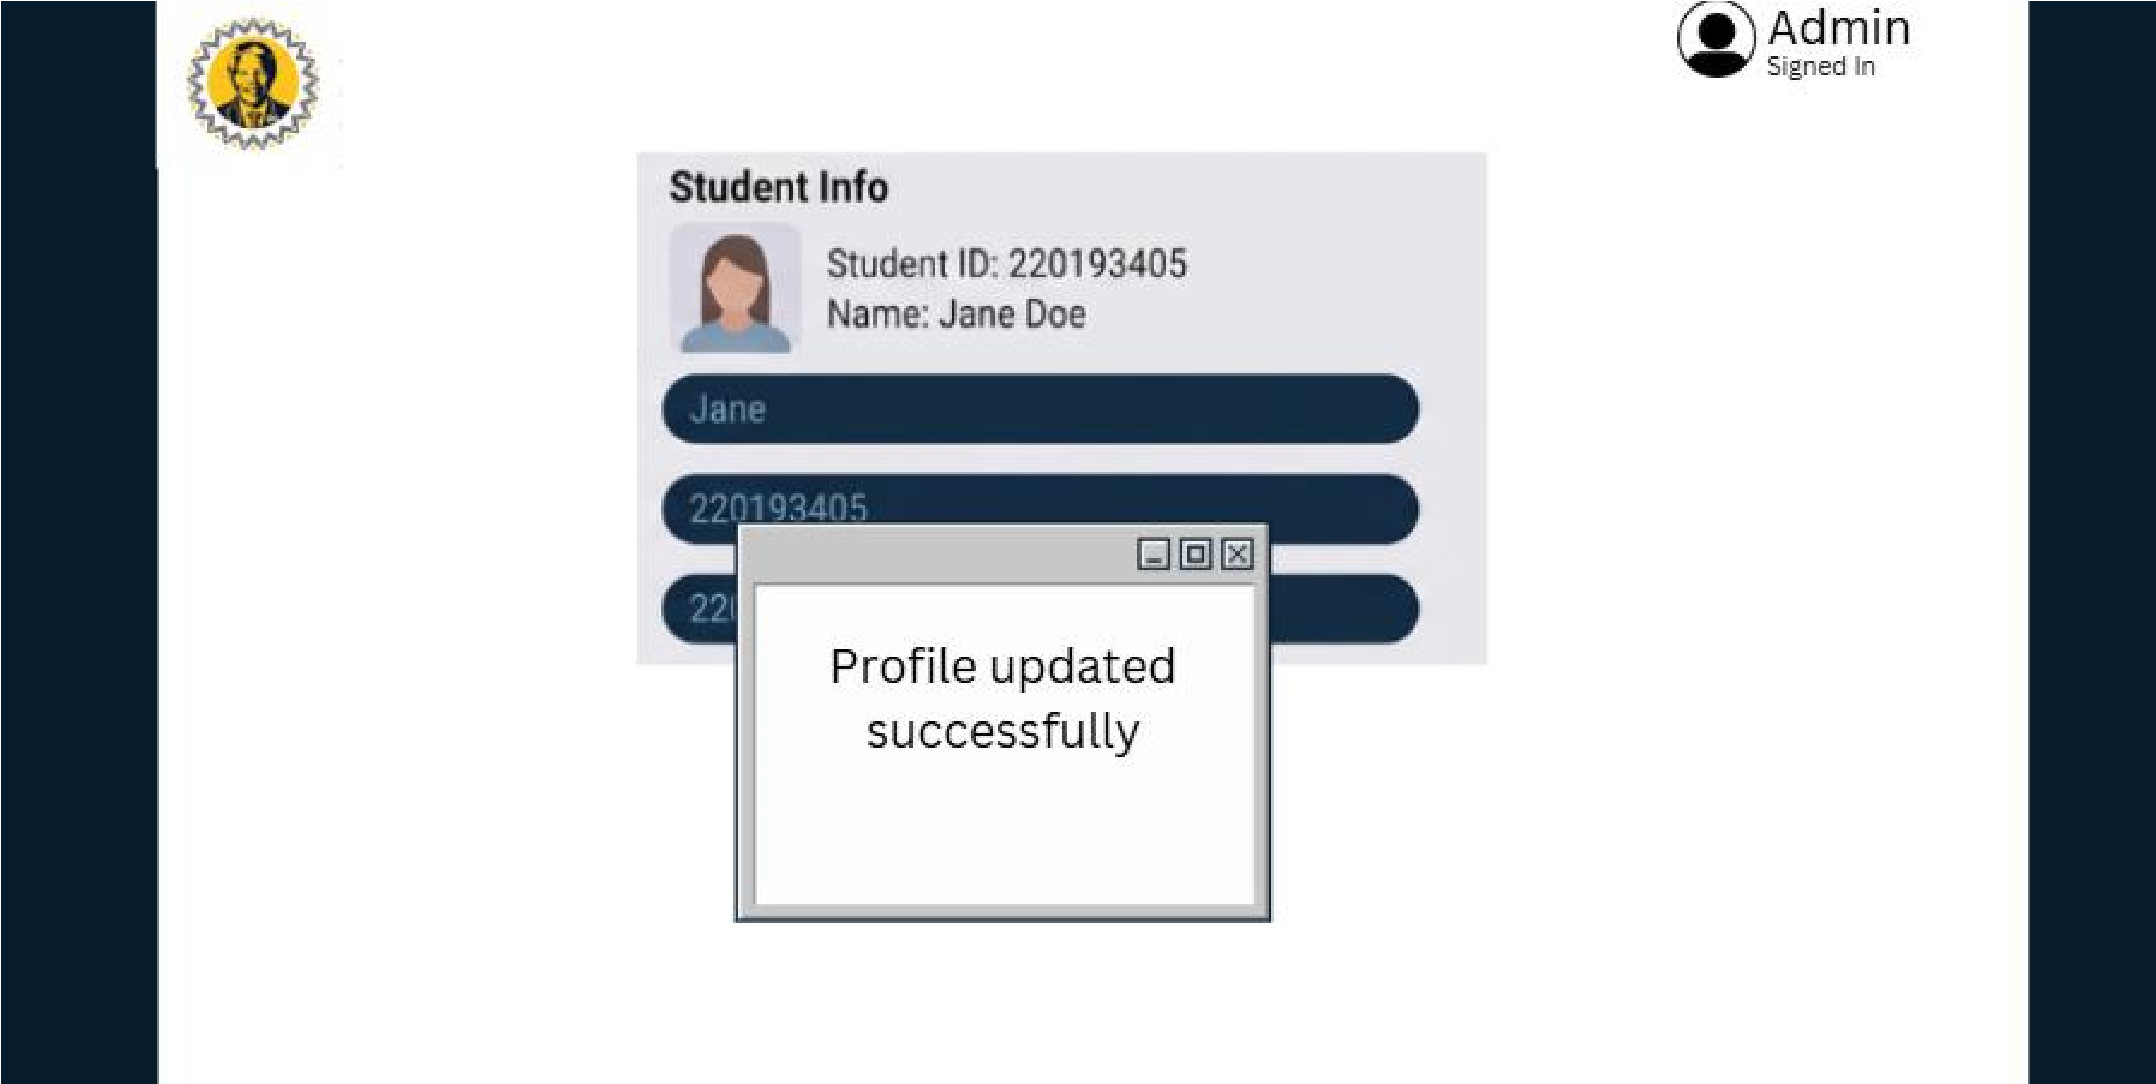 Admin
Signed In
Student Info
Student ID: 220193405
Name: Jane Doe
Jane
220193405
Profile updated
successfully